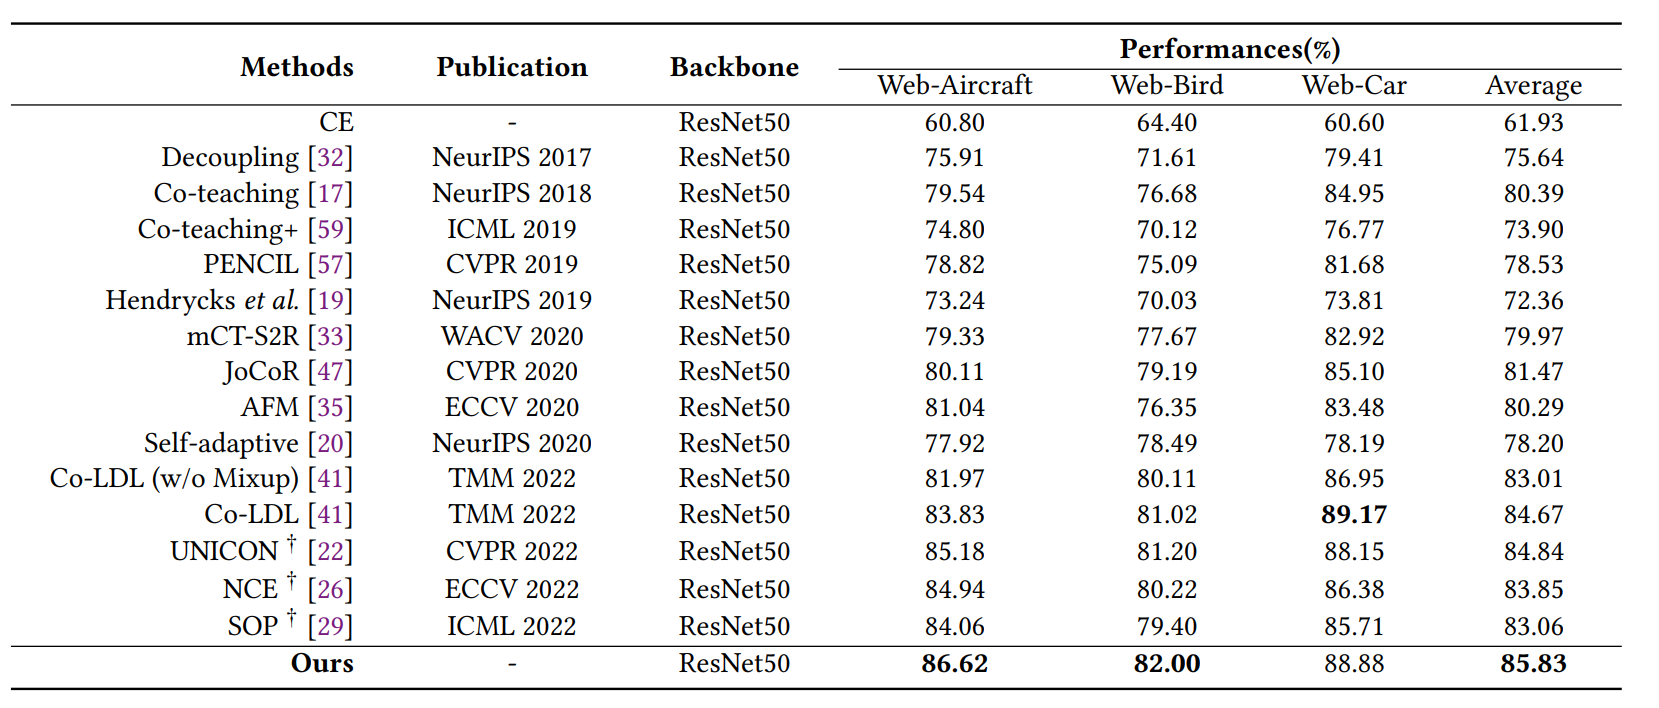 Methods Publication Backbone Performances(%)
Web-Aircraft Web-Bird Web-Car Average
CE - ResNet50 60.80 64.40 60.60 61.93
Decoupling [32] NeurIPS 2017 ResNet50 75.91 71.61 79.41 75.64
Co-teaching [17] NeurIPS 2018 ResNet50 79.54 76.68 84.95 80.39
Co-teaching+ [59] ICML 2019 ResNet50 74.80 70.12 76.77 73.90
PENCIL [57] CVPR 2019 ResNet50 78.82 75.09 81.68 78.53
Hendrycks et al. [19] NeurIPS 2019 ResNet50 73.24 70.03 73.81 72.36
mCT-S2R [33] WACV 2020 ResNet50 79.33 77.67 82.92 79.97
JoCoR [47] CVPR 2020 ResNet50 80.11 79.19 85.10 81.47
AFM [35] ECCV 2020 ResNet50 81.04 76.35 83.48 80.29
Self-adaptive [20] NeurIPS 2020 ResNet50 77.92 78.49 78.19 78.20
Co-LDL (w/o Mixup) [41] TMM 2022 ResNet50 81.97 80.11 86.95 83.01
Co-LDL [41] TMM 2022 ResNet50 83.83 81.02 89.17 84.67
UNICON † [22] CVPR 2022 ResNet50 85.18 81.20 88.15 84.84
NCE † [26] ECCV 2022 ResNet50 84.94 80.22 86.38 83.85
SOP † [29] ICML 2022 ResNet50 84.06 79.40 85.71 83.06
Ours - ResNet50 86.62 82.00 88.88 85.83